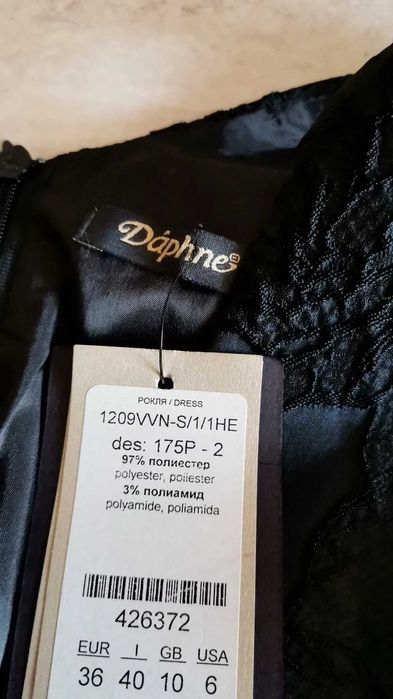 Dáphne
РОКЛЯ / DRESS
1209VVN-S/1/1HE
des: 175P - 2
97% полиестер
polyester, poliester
3% полиамид
polyamide, poliamida
426372
EUR I GB USA
36 40 10 6